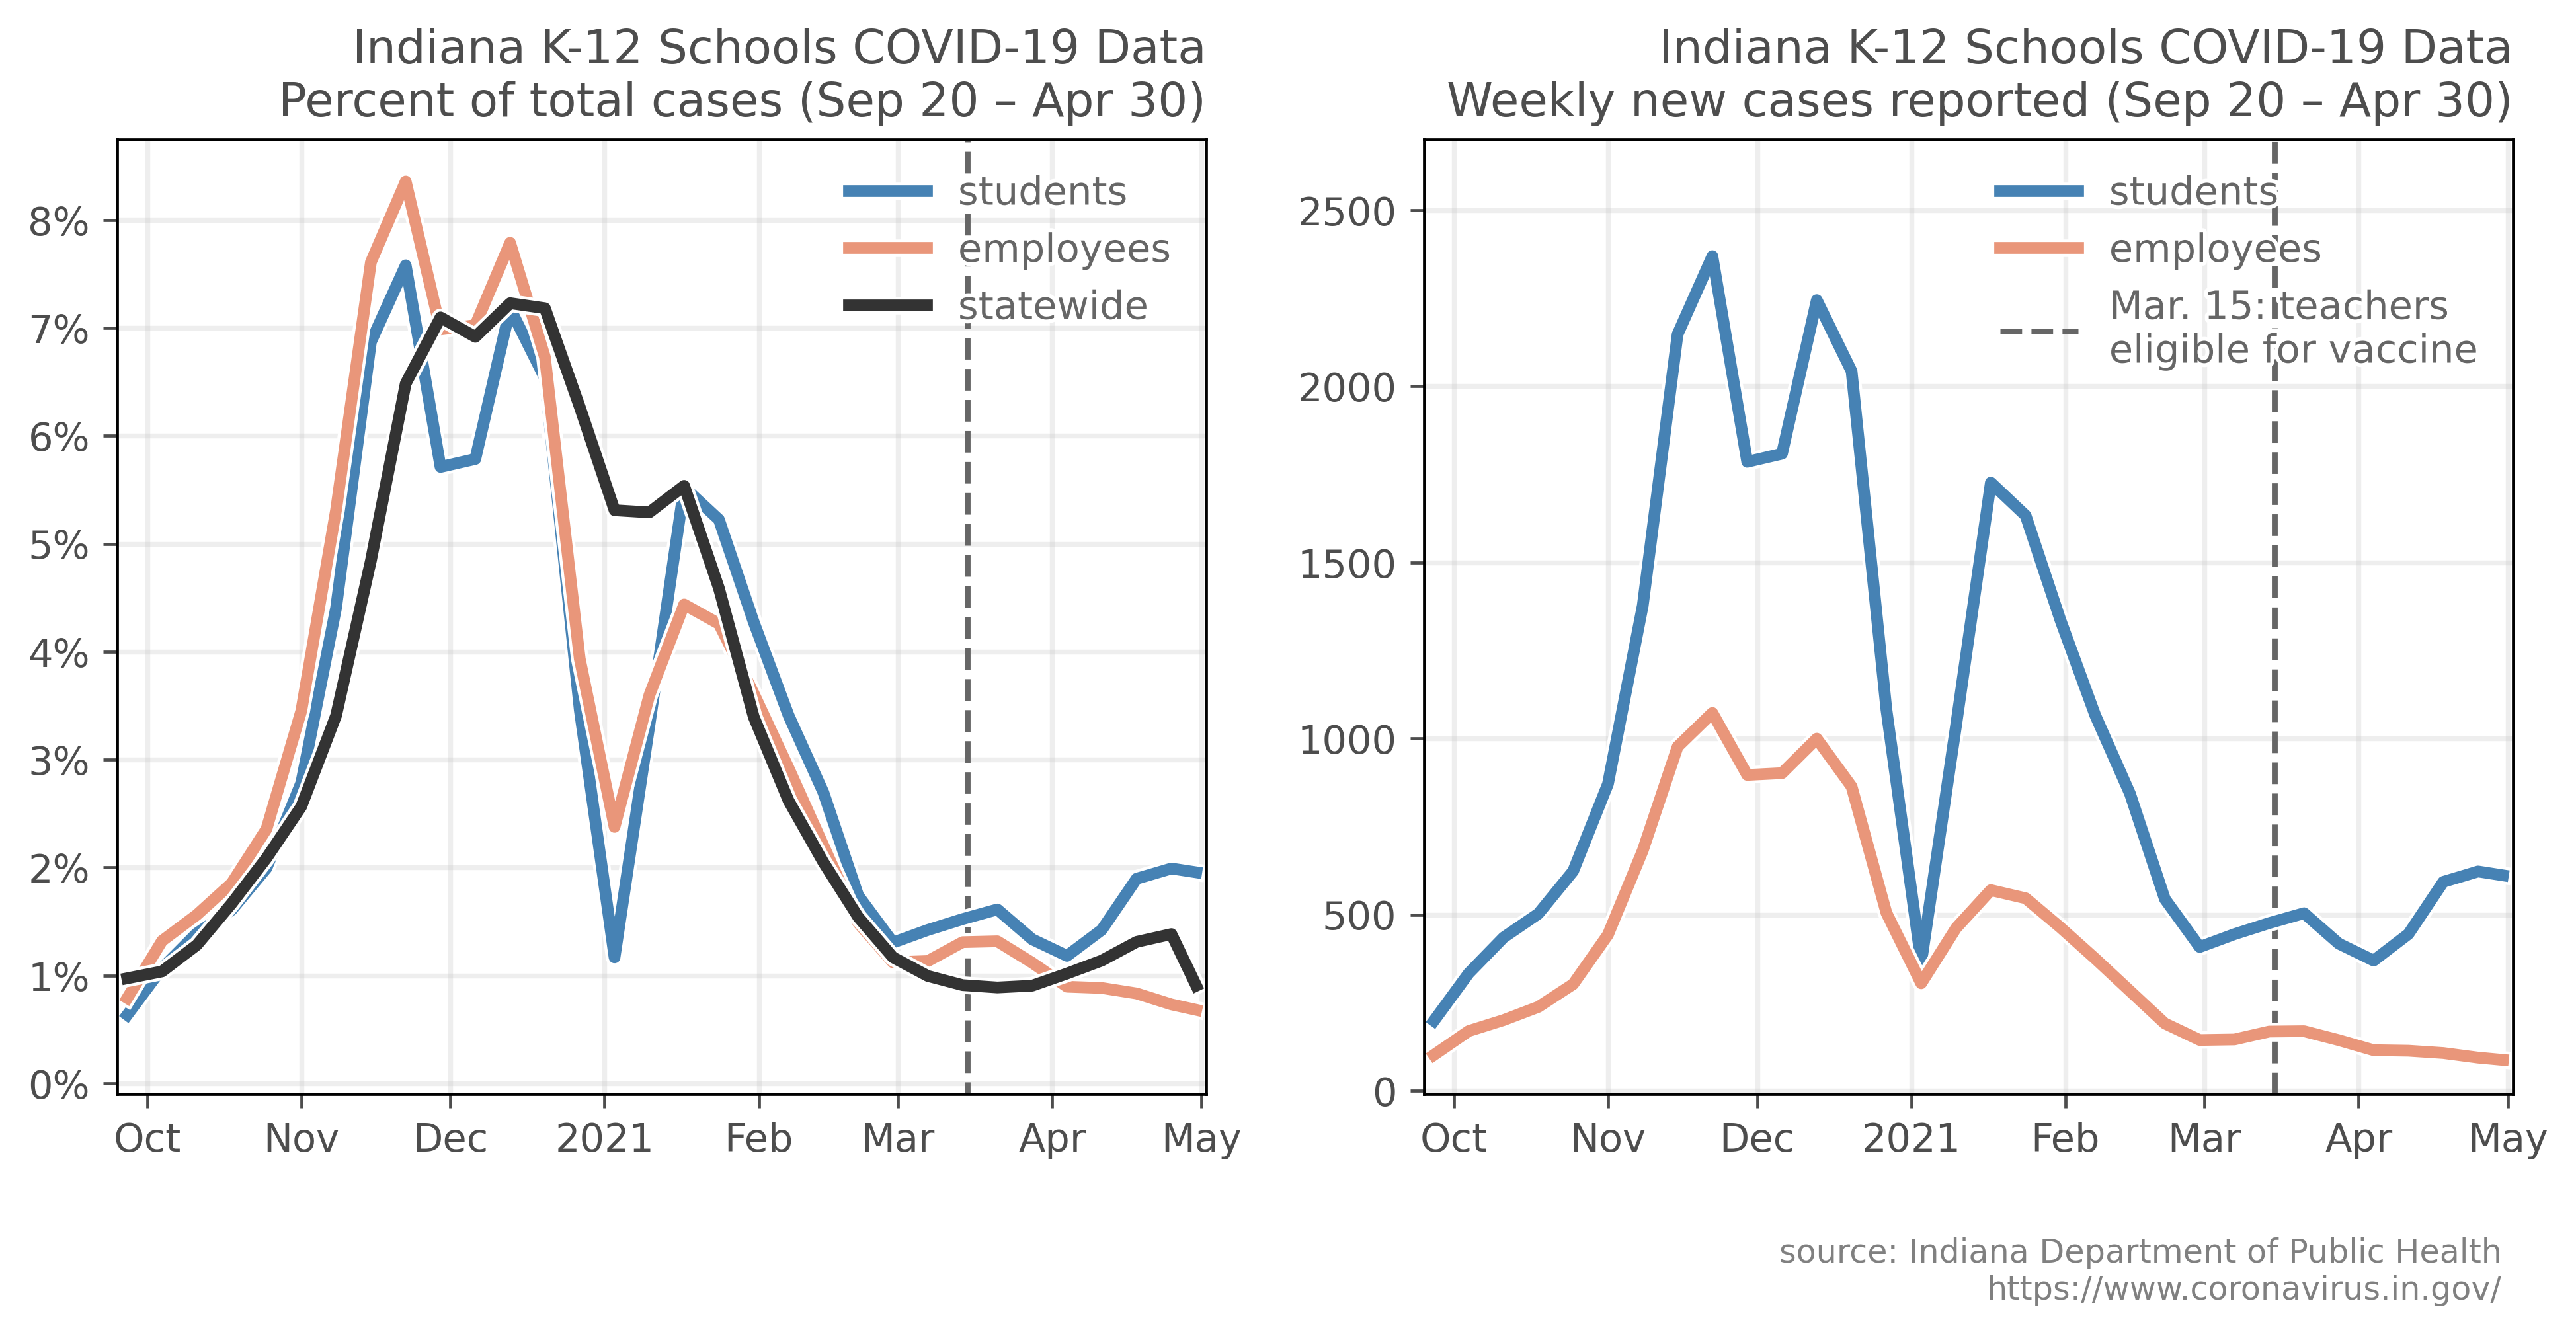 Indiana K-12 Schools COVID-19 Data
Percent of total cases (Sep 20 – Apr 30)
students
employees
statewide
8%
7%
6%
5%
4%
3%
2%
1%
0%
Oct Nov Dec 2021 Feb Mar Apr May
Indiana K-12 Schools COVID-19 Data
Weekly new cases reported (Sep 20 – Apr 30)
students
employees
Mar. 15: teachers
eligible for vaccine
2500
2000
1500
1000
500
0
Oct Nov Dec 2021 Feb Mar Apr May
source: Indiana Department of Public Health
https://www.coronavirus.in.gov/